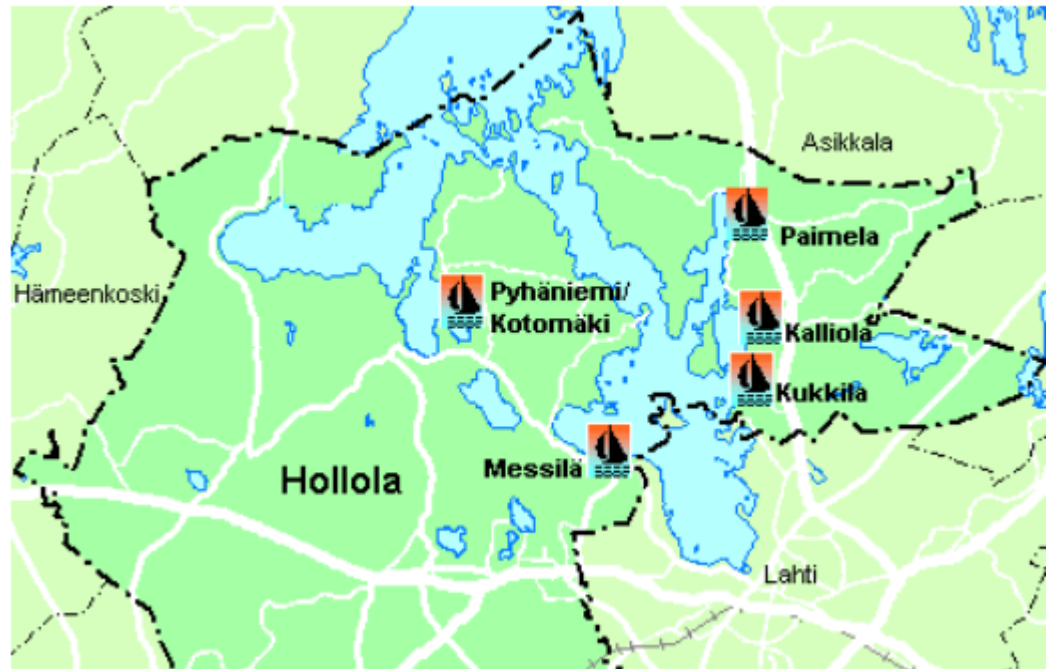 Asikkala
Paimela
Hämeenkoski
Pyhäniemi/
Kotomäki
Kalliola
Kukkila
Messilä
Hollola
Lahti